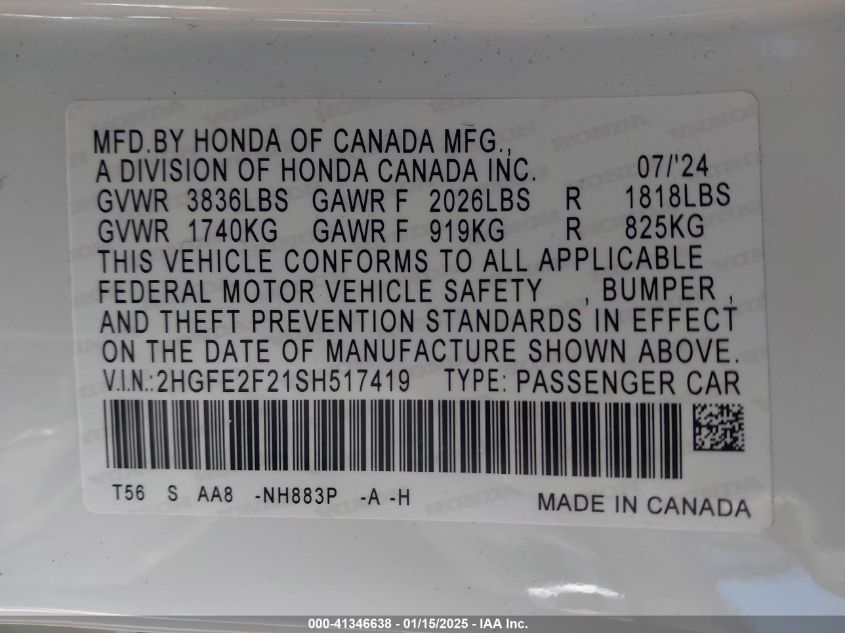 MFD.BY HONDA OF CANADA MFG.,
A DIVISION OF HONDA CANADA INC. 07/'24
GVWR 3836LBS GAWR F 2026LBS R 1818LBS
GVWR 1740KG GAWR F 919KG R 825KG
THIS VEHICLE CONFORMS TO ALL APPLICABLE
FEDERAL MOTOR VEHICLE SAFETY , BUMPER ,
AND THEFT PREVENTION STANDARDS IN EFFECT
ON THE DATE OF MANUFACTURE SHOWN ABOVE.
V.I.N.:2HGFE2F21SH517419 TYPE: PASSENGER CAR
T56 S AA8 -NH883P -A -H
MADE IN CANADA
000-41346638 - 01/15/2025 - IAA Inc.